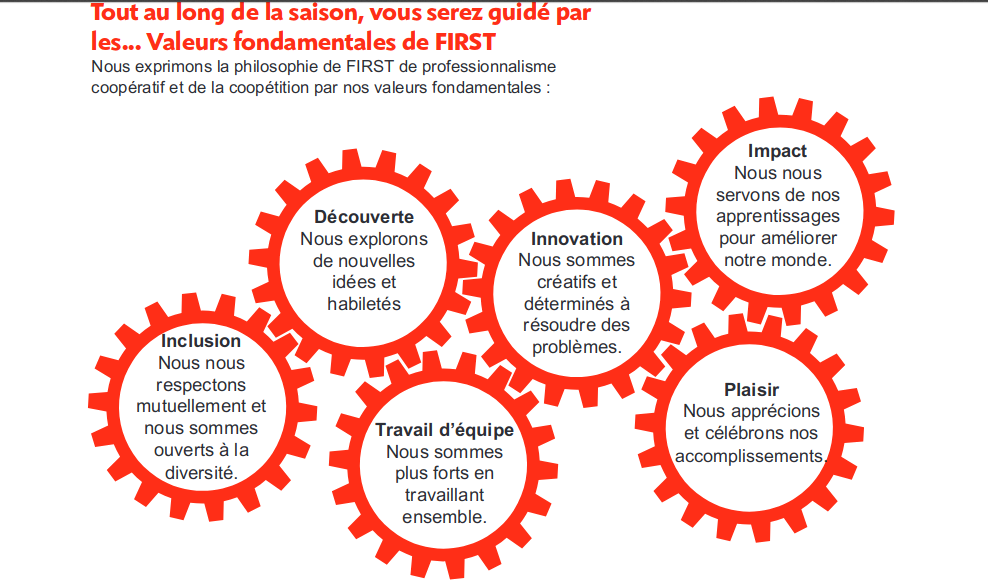 Tout au long de la saison, vous serez guidé par
les... Valeurs fondamentales de FIRST
Nous exprimons la philosophie de FIRST de professionnalisme
coopératif et de la coopétition par nos valeurs fondamentales :
Impact
Nous nous
servons de nos
apprentissages
pour améliorer
notre monde.
Découverte
Nous explorons
de nouvelles
idées et
habiletés
Innovation
Nous sommes
créatifs et
déterminés à
résoudre des
problèmes.
Inclusion
Nous nous
respectons
mutuellement et
nous sommes
ouverts à la
diversité.
Travail d'équipe
Nous sommes
plus forts en
travaillant
ensemble.
Plaisir
Nous apprécions
et célébrons nos
accomplissements.